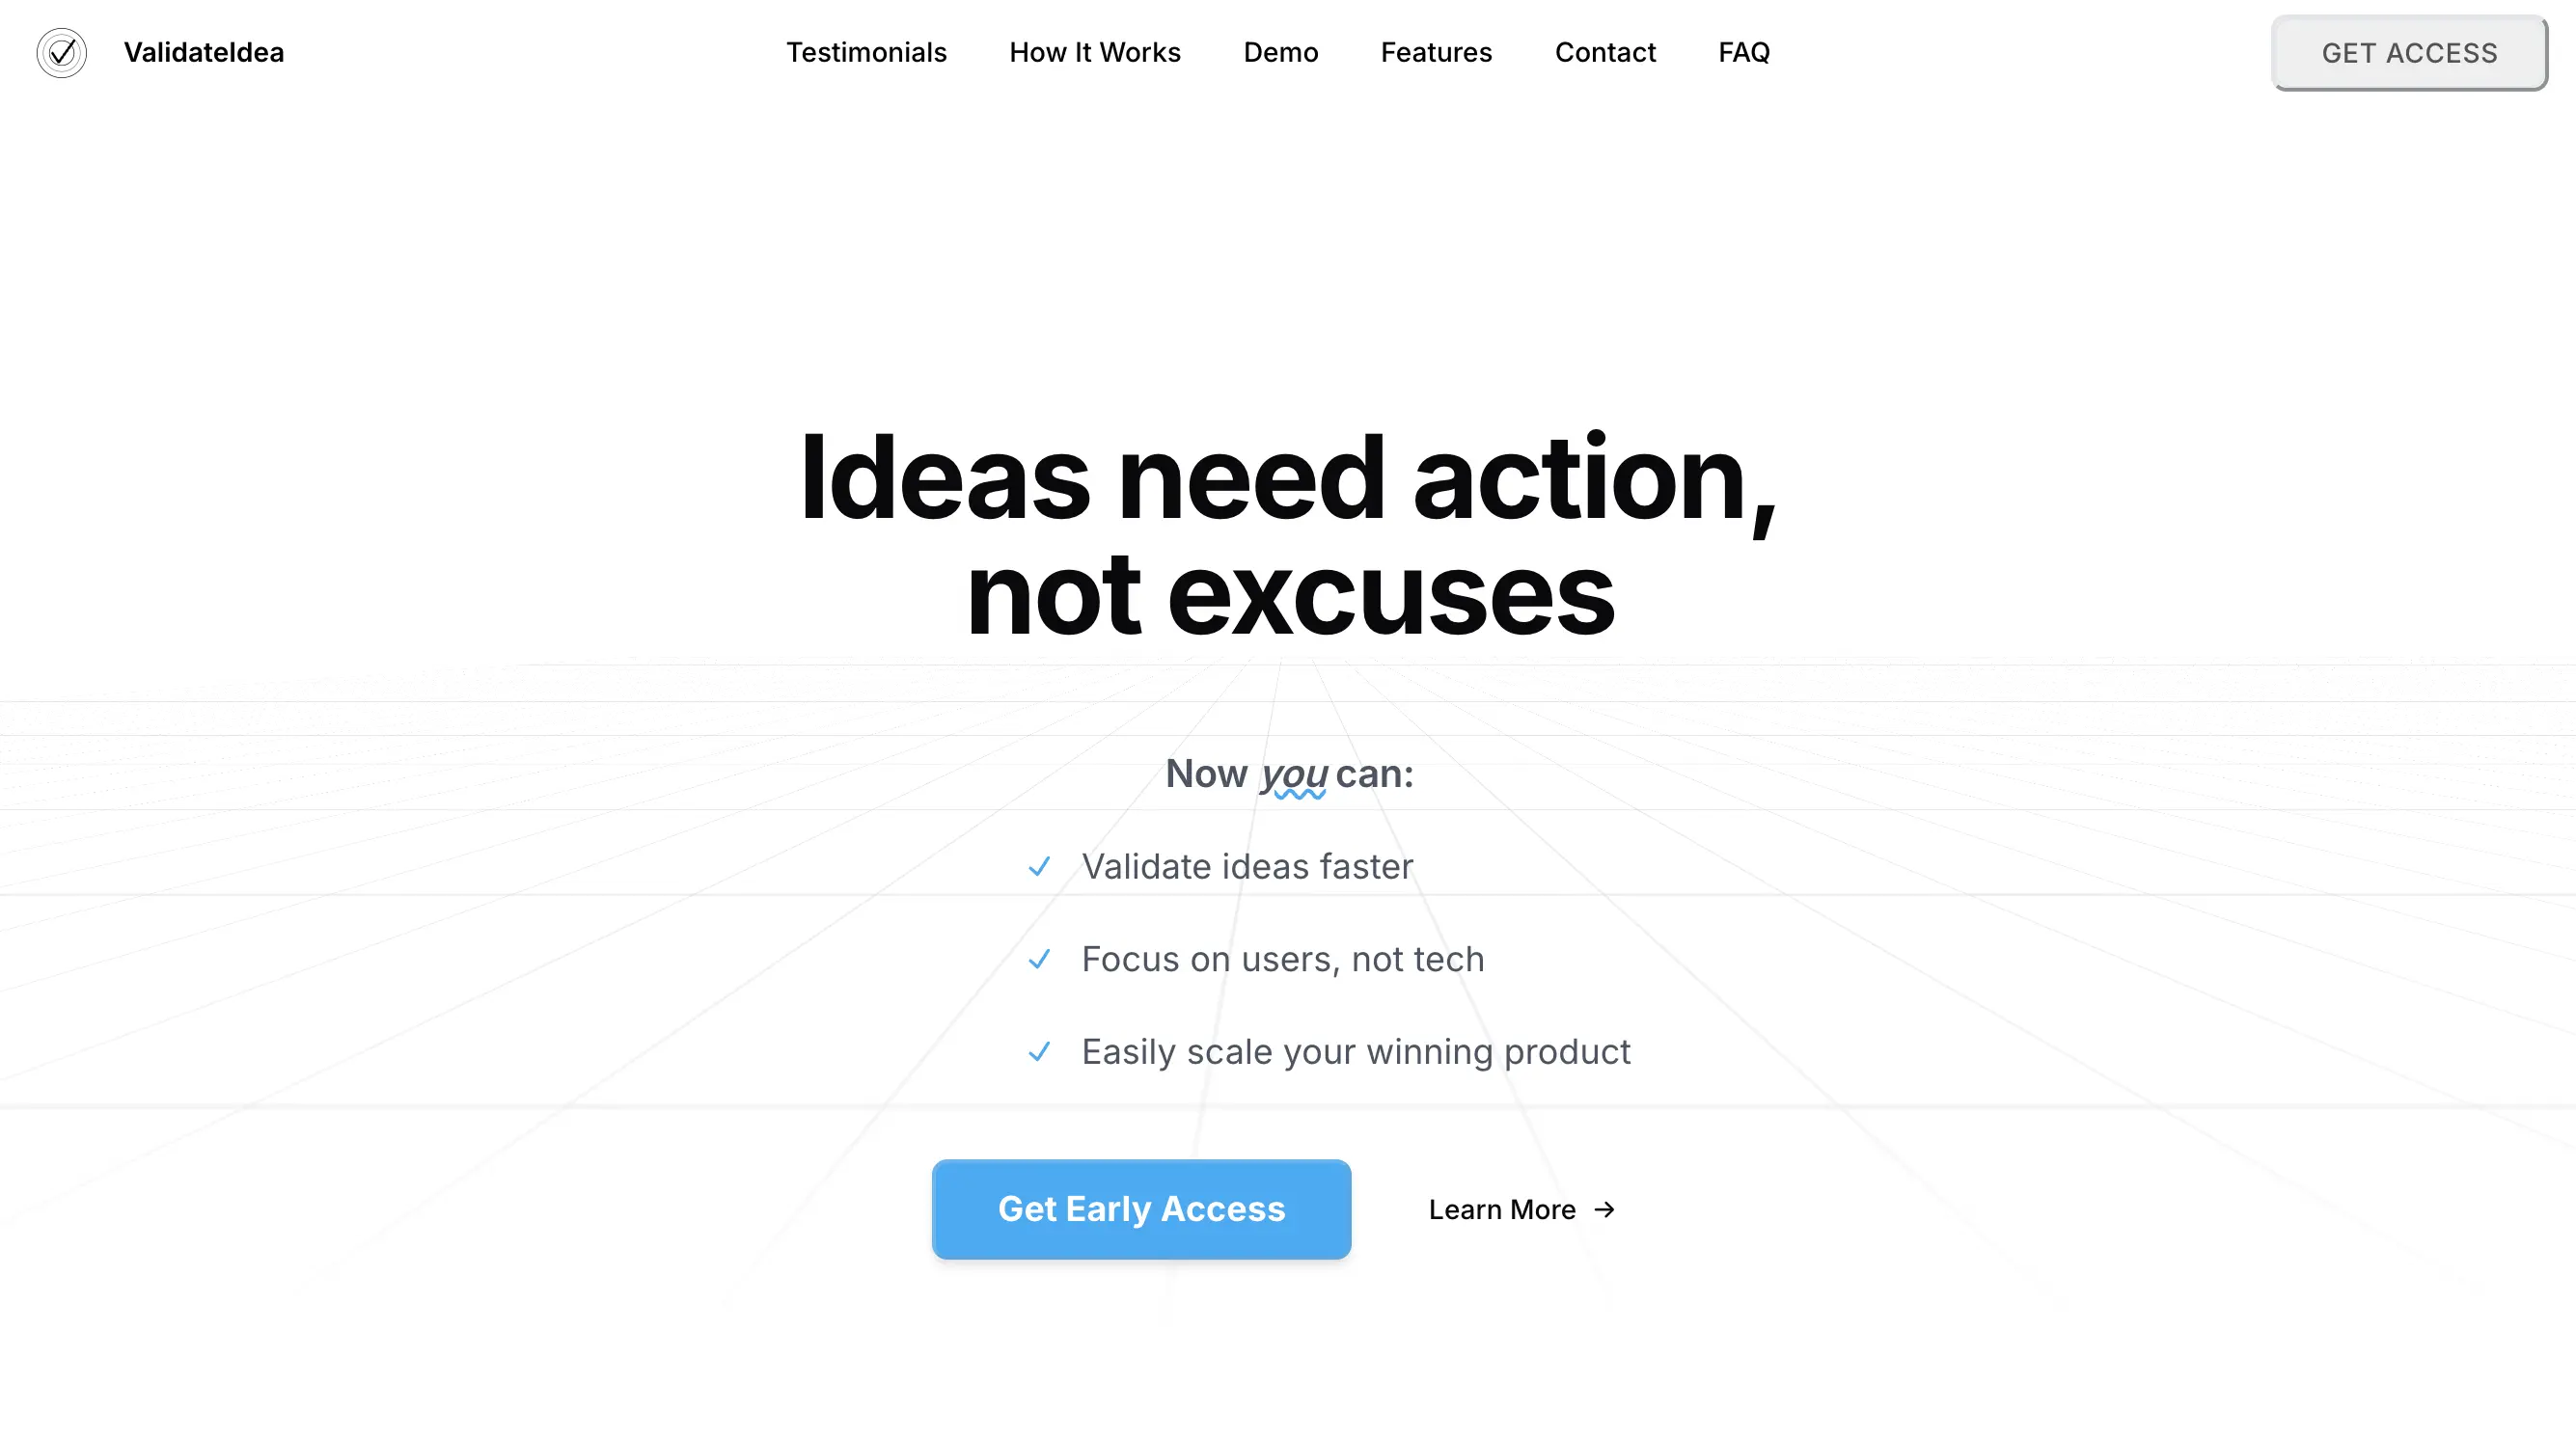 ValidateIdea
Testimonials
How It Works
Demo
Features
Contact
FAQ
GET ACCESS
Ideas need action,
not excuses
Now you can:
Validate ideas faster
Focus on users, not tech
Easily scale your winning product
Get Early Access
Learn More →